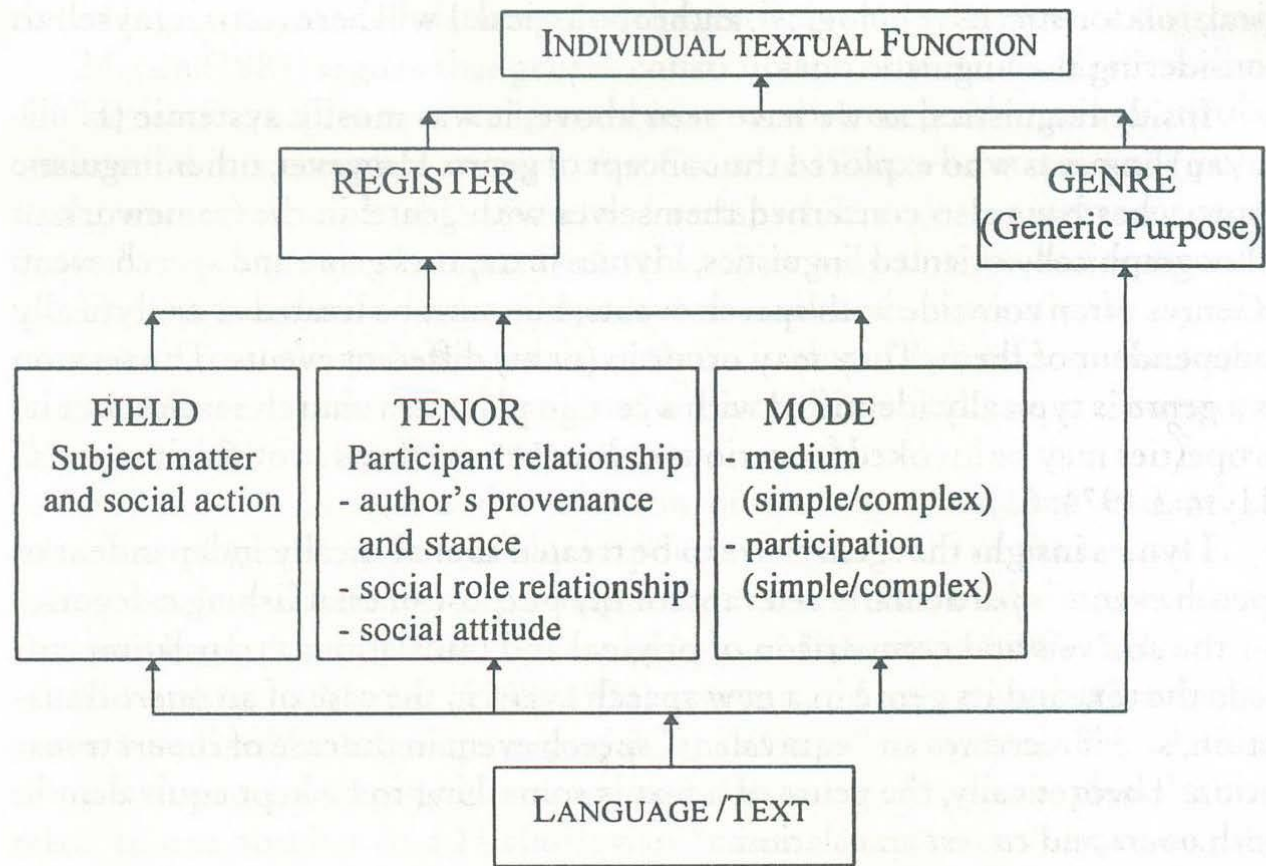 INDIVIDUAL TEXTUAL FUNCTION
REGISTER
GENRE
(Generic Purpose)
FIELD
Subject matter
and social action
TENOR
Participant relationship
- author's provenance
and stance
- social role relationship
- social attitude
MODE
- medium
(simple/complex)
- participation
(simple/complex)
LANGUAGE/TEXT